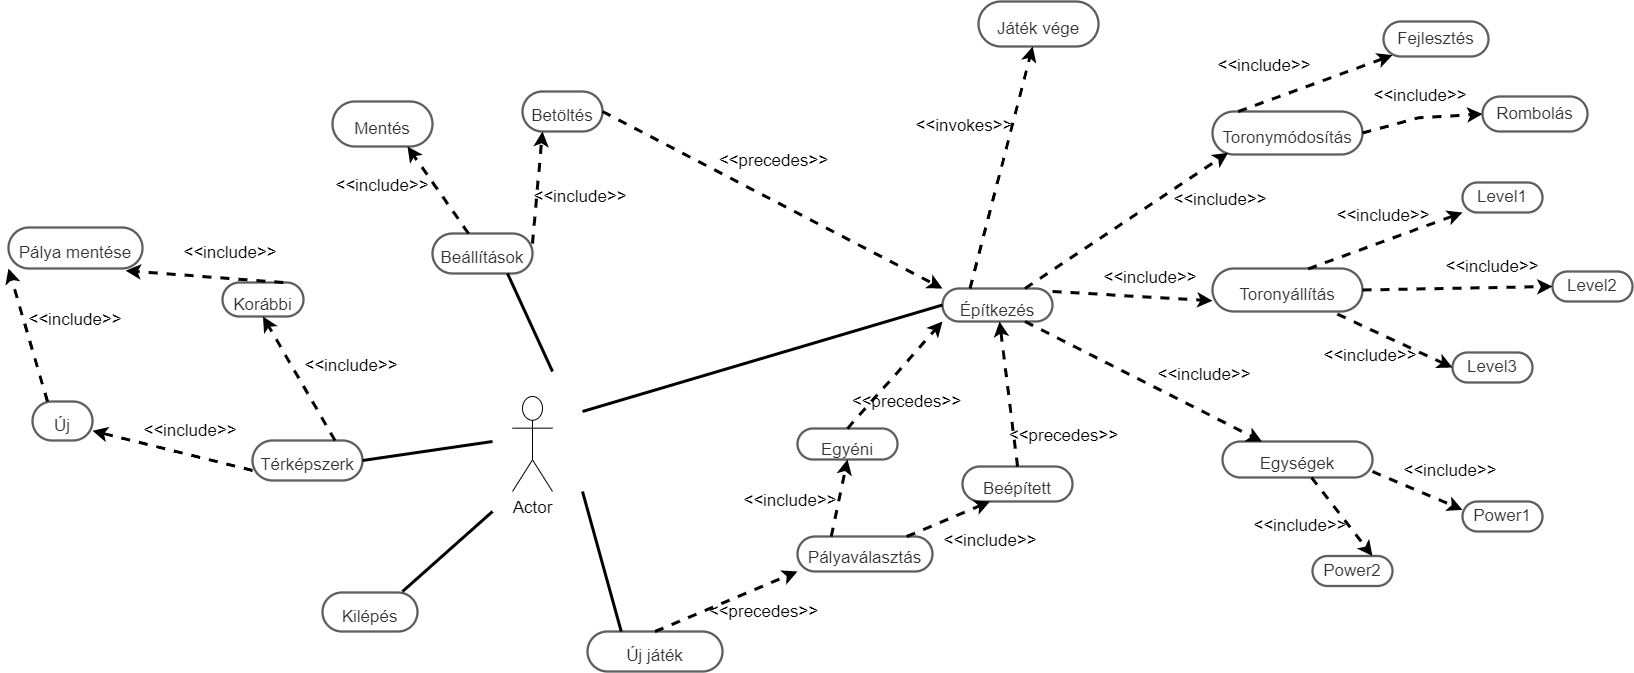 Játék vége
Fejlesztés
<<include>>
<<include>>
Mentés
Betöltés
Rombolás
<<invokes>>
Toronymódosítás
<<precedes>>
<<include>>
<<include>>
<<include>>
Level1
<<include>>
Pálya mentése
<<include>>
Beállítások
<<include>>
<<include>>
Level2
Korábbi
Építkezés
Toronyállítás
<<include>>
<<include>>
<<include>>
Level3
<<include>>
<<precedes>>
Új
<<include>>
<<precedes>>
Egyéni
Térképszerk
Egységek
<<include>>
Beépített
<<include>>
Actor
Power1
<<include>>
<<include>>
Pályaválasztás
Power2
Kilépés
<<precedes>>
Új játék